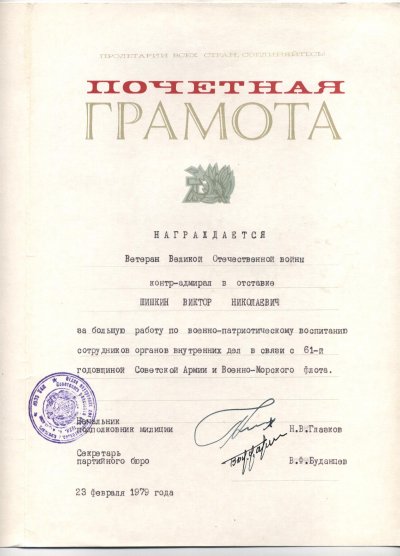 ПРОЛЕТАРИИ ВСЕХ СТРАН, СОЕДИНЯЙТЕСЬ!
ПОЧЕТНАЯ
ГРАМОТА
НАГРАЖДАЕТСЯ
Ветеран Великой Отечественной войны
контр-адмирал в отставке
ШИШКИН ВИКТОР НИКОЛАЕВИЧ
за большую работу по военно-патриотическому воспитанию
сотрудников органов внутренних дел в связи с 61-й
годовщиной Советской Армии и Военно-Морского флота.
Начальник
подполковник милиции Н.В.Глазков
Секретарь
партийного бюро В.Ф.Буданцев
23 февраля 1979 года